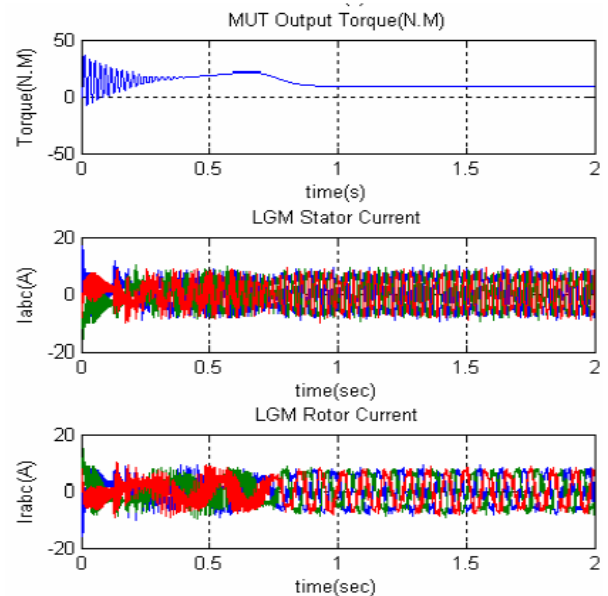 MUT Output Torque(N.M)
50
0
-50
Torque(N.M)
0 0.5 1 1.5 2
time(s)
LGM Stator Current
20
0
-20
Iabc(A)
0 0.5 1 1.5 2
time(sec)
LGM Rotor Current
20
0
-20
Irabc(A)
0 0.5 1 1.5 2
time(sec)